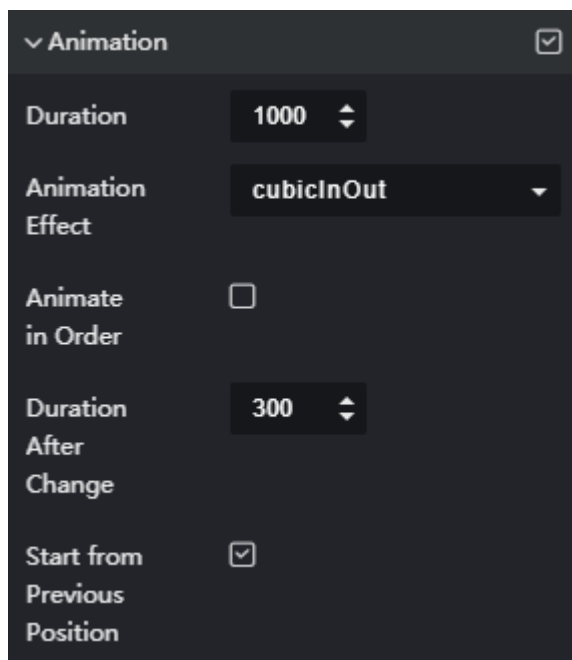 Animation
Duration 1000
Animation cubicInOut
Effect
Animate
in Order
Duration 300
After
Change
Start from
Previous
Position